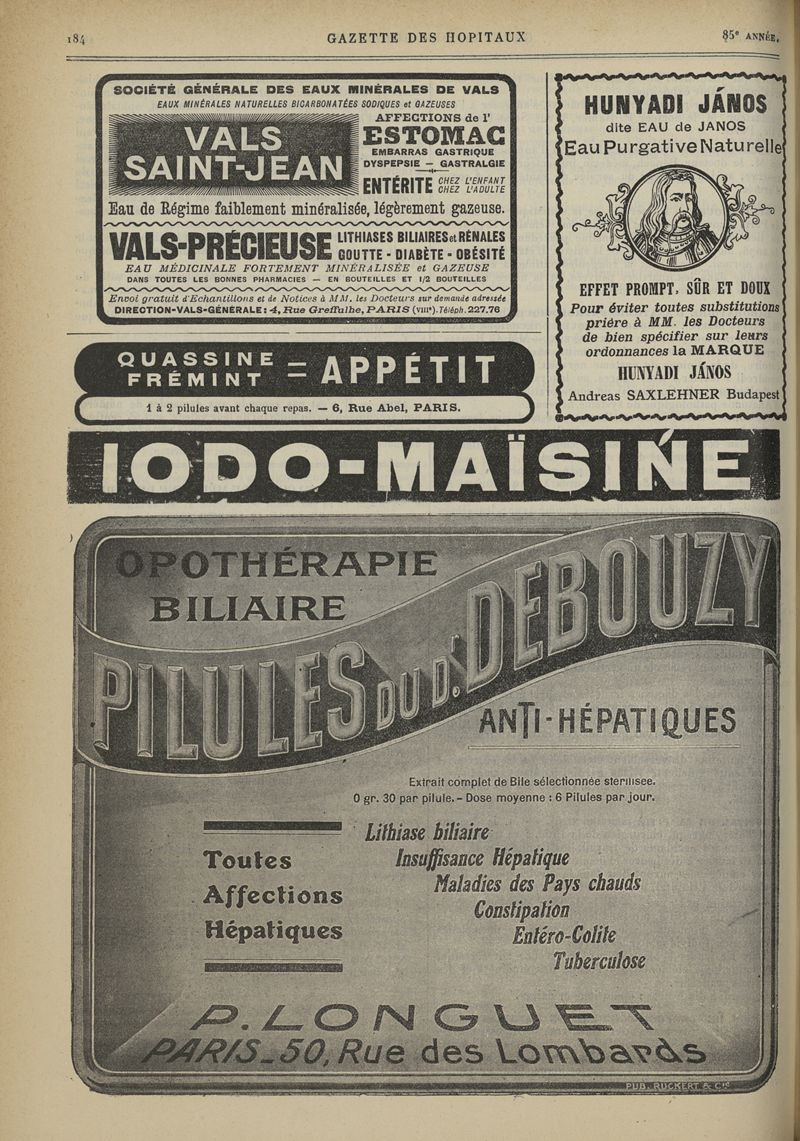 184
GAZETTE DES HOPITAUX
85e ANNÉE.
SOCIÉTÉ GÉNÉRALE DES EAUX MINÉRALES DE VALS
EAUX MINÉRALES NATURELLES BICARBONATÉES SODIQUES et GAZEUSES
VALS
SAINT-JEAN
AFFECTIONS de l'
ESTOMAC
EMBARRAS GASTRIQUE
DYSPEPSIE — GASTRALGIE
ENTÉRITE CHEZ L'ENFANT
CHEZ L'ADULTE
Eau de Régime faiblement minéralisée, légèrement gazeuse.
VALS-PRÉCIEUSE
LITHIASES BILIAIRES et RÉNALES
GOUTTE - DIABÈTE - OBÉSITÉ
EAU MÉDICINALE FORTEMENT MINÉRALISÉE et GAZEUSE
DANS TOUTES LES BONNES PHARMACIES — EN BOUTEILLES ET 1/2 BOUTEILLES
Envoi gratuit d'Echantillons et de Notices à MM. les Docteurs sur demande adressée
DIRECTION-VALS-GÉNÉRALE: 4, Rue Greffulhe, PARIS (VIIIe). Téléph. 227.76
QUASSINE
FRÉMINT = APPÉTIT
1 à 2 pilules avant chaque repas. — 6, Rue Abel, PARIS.
HUNYADI JÁNOS
dite EAU de JANOS
Eau Purgative Naturelle
EFFET PROMPT, SÛR ET DOUX
Pour éviter toutes substitutions
prière à MM. les Docteurs
de bien spécifier sur leurs
ordonnances la MARQUE
HUNYADI JÁNOS
Andreas SAXLEHNER Budapest
IODO-MAÏSINE
OPOTHÉRAPIE
BILIAIRE
PILULES DU Dr DEBOUZY
ANTI-HÉPATIQUES
Extrait complet de Bile sélectionnée sterilisee.
0 gr. 30 par pilule. - Dose moyenne : 6 Pilules par jour.
Toutes
Affections
Hépatiques
Lithiase biliaire
Insuffisance Hépatique
Maladies des Pays chauds
Constipation
Entéro-Colite
Tuberculose
P. LONGUET
PARIS_50, Rue des Lombards
PUB. RUCKERT & Cie